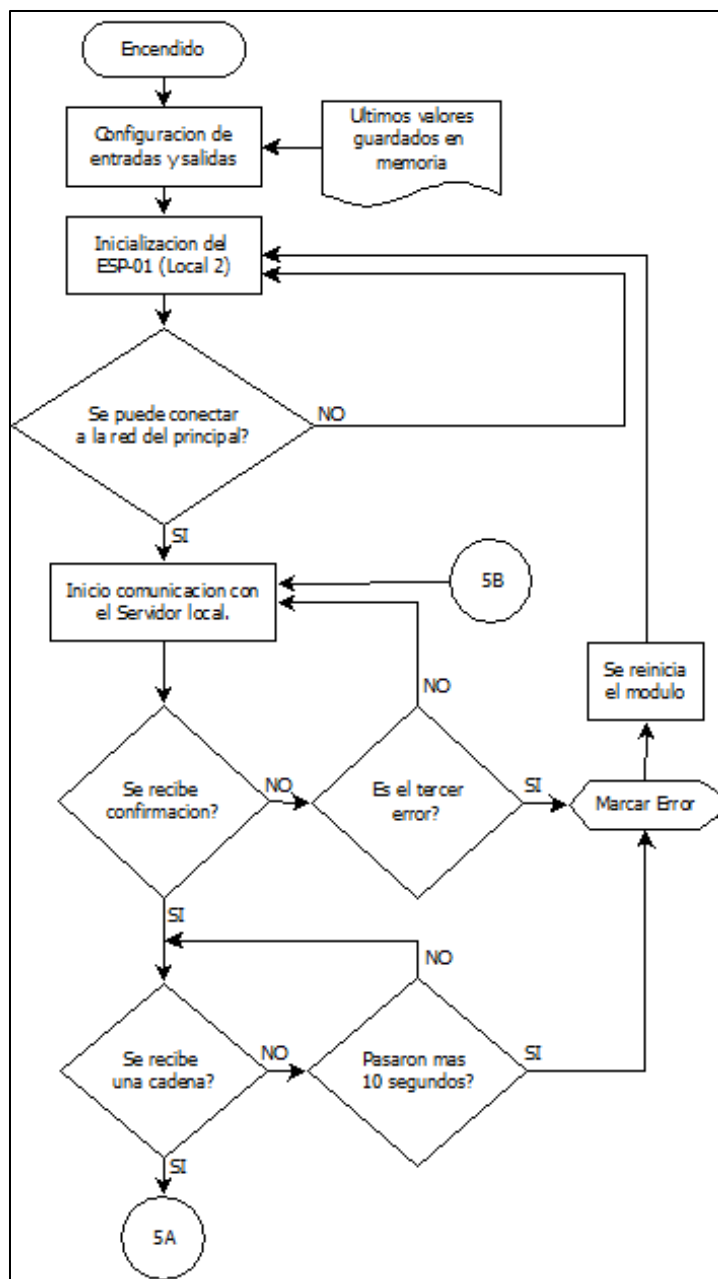 Encendido
Configuracion de
entradas y salidas
Ultimos valores
guardados en
memoria
Inicializacion del
ESP-01 (Local 2)
Se puede conectar
a la red del principal?
NO
SI
Inicio comunicacion con
el Servidor local.
5B
NO
Se reinicia
el modulo
Se recibe
confirmacion?
NO
Es el tercer
error?
SI
Marcar Error
SI
NO
Se recibe
una cadena?
NO
Pasaron mas
10 segundos?
SI
SI
5A